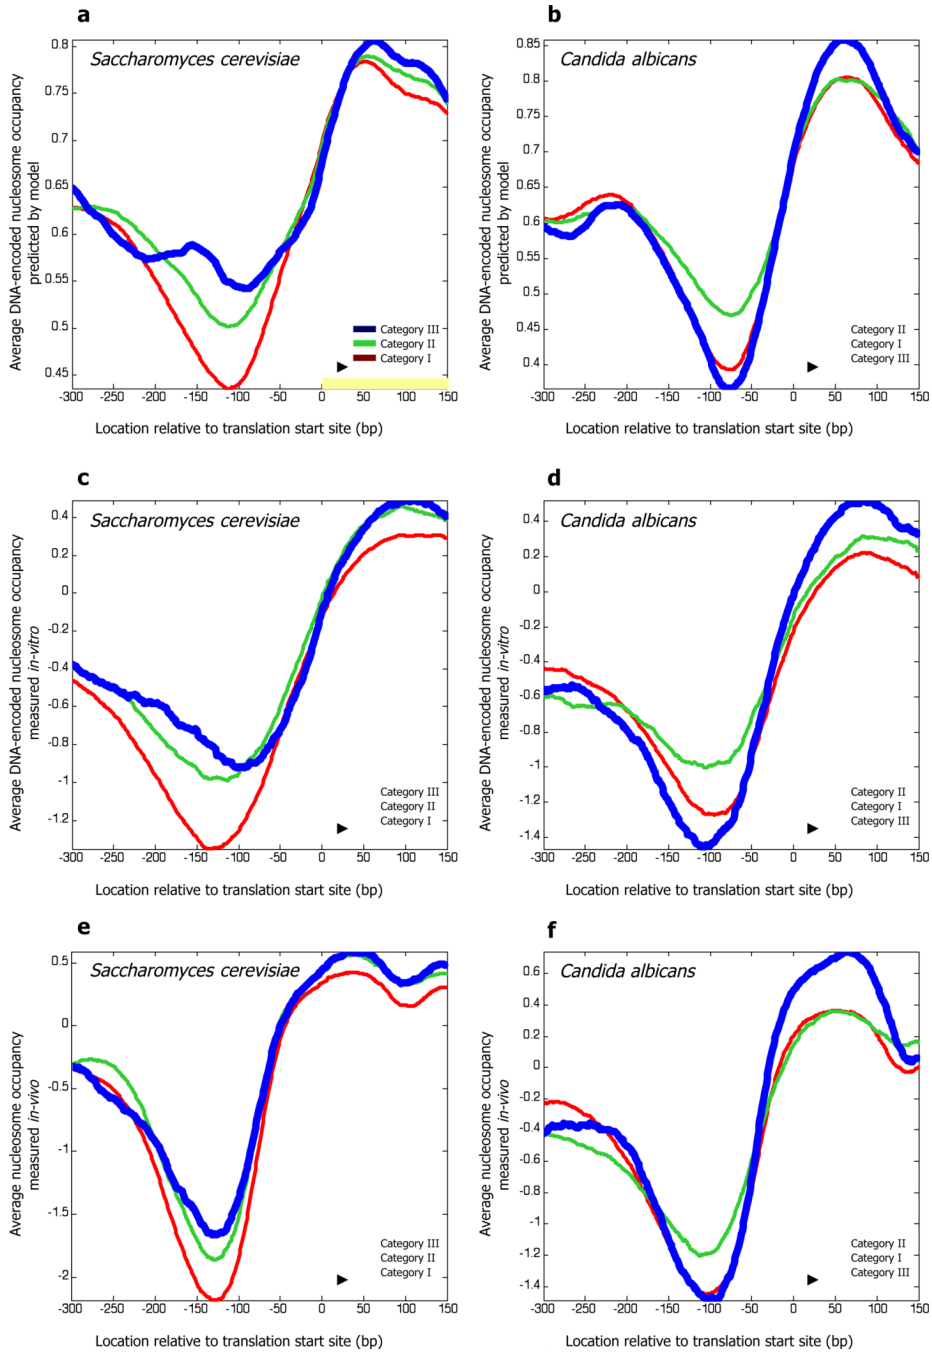 a
Saccharomyces cerevisiae
Average DNA-encoded nucleosome occupancy
predicted by model
0.8
0.75
0.7
0.65
0.6
0.55
0.5
0.45
Category III
Category II
Category I
-300 -250 -200 -150 -100 -50 0 50 100 150
Location relative to translation start site (bp)
b
Candida albicans
Average DNA-encoded nucleosome occupancy
predicted by model
0.85
0.8
0.75
0.7
0.65
0.6
0.55
0.5
0.45
0.4
Category II
Category I
Category III
-300 -250 -200 -150 -100 -50 0 50 100 150
Location relative to translation start site (bp)
c
Saccharomyces cerevisiae
Average DNA-encoded nucleosome occupancy
measured in-vitro
0.4
0.2
0
-0.2
-0.4
-0.6
-0.8
-1
-1.2
Category III
Category II
Category I
-300 -250 -200 -150 -100 -50 0 50 100 150
Location relative to translation start site (bp)
d
Candida albicans
Average DNA-encoded nucleosome occupancy
measured in-vitro
0.4
0.2
0
-0.2
-0.4
-0.6
-0.8
-1
-1.2
-1.4
Category II
Category I
Category III
-300 -250 -200 -150 -100 -50 0 50 100 150
Location relative to translation start site (bp)
e
Saccharomyces cerevisiae
Average nucleosome occupancy
measured in-vivo
0.5
0
-0.5
-1
-1.5
-2
Category III
Category II
Category I
-300 -250 -200 -150 -100 -50 0 50 100 150
Location relative to translation start site (bp)
f
Candida albicans
Average nucleosome occupancy
measured in-vivo
0.6
0.4
0.2
0
-0.2
-0.4
-0.6
-0.8
-1
-1.2
-1.4
Category II
Category I
Category III
-300 -250 -200 -150 -100 -50 0 50 100 150
Location relative to translation start site (bp)